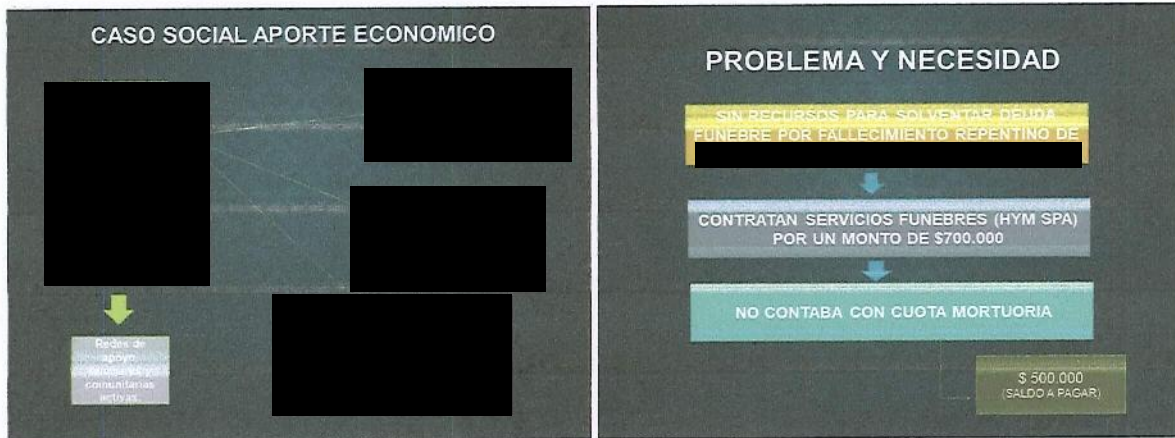 CASO SOCIAL APORTE ECONOMICO
Redes de
apoyo
comunitarias
activas.
PROBLEMA Y NECESIDAD
SIN RECURSOS PARA SOLVENTAR DEUDA
FUNEBRE POR FALLECIMIENTO REPENTINO DE
CONTRATAN SERVICIOS FUNEBRES (HYM SPA)
POR UN MONTO DE $700.000
NO CONTABA CON CUOTA MORTUORIA
$ 500.000
(SALDO A PAGAR)